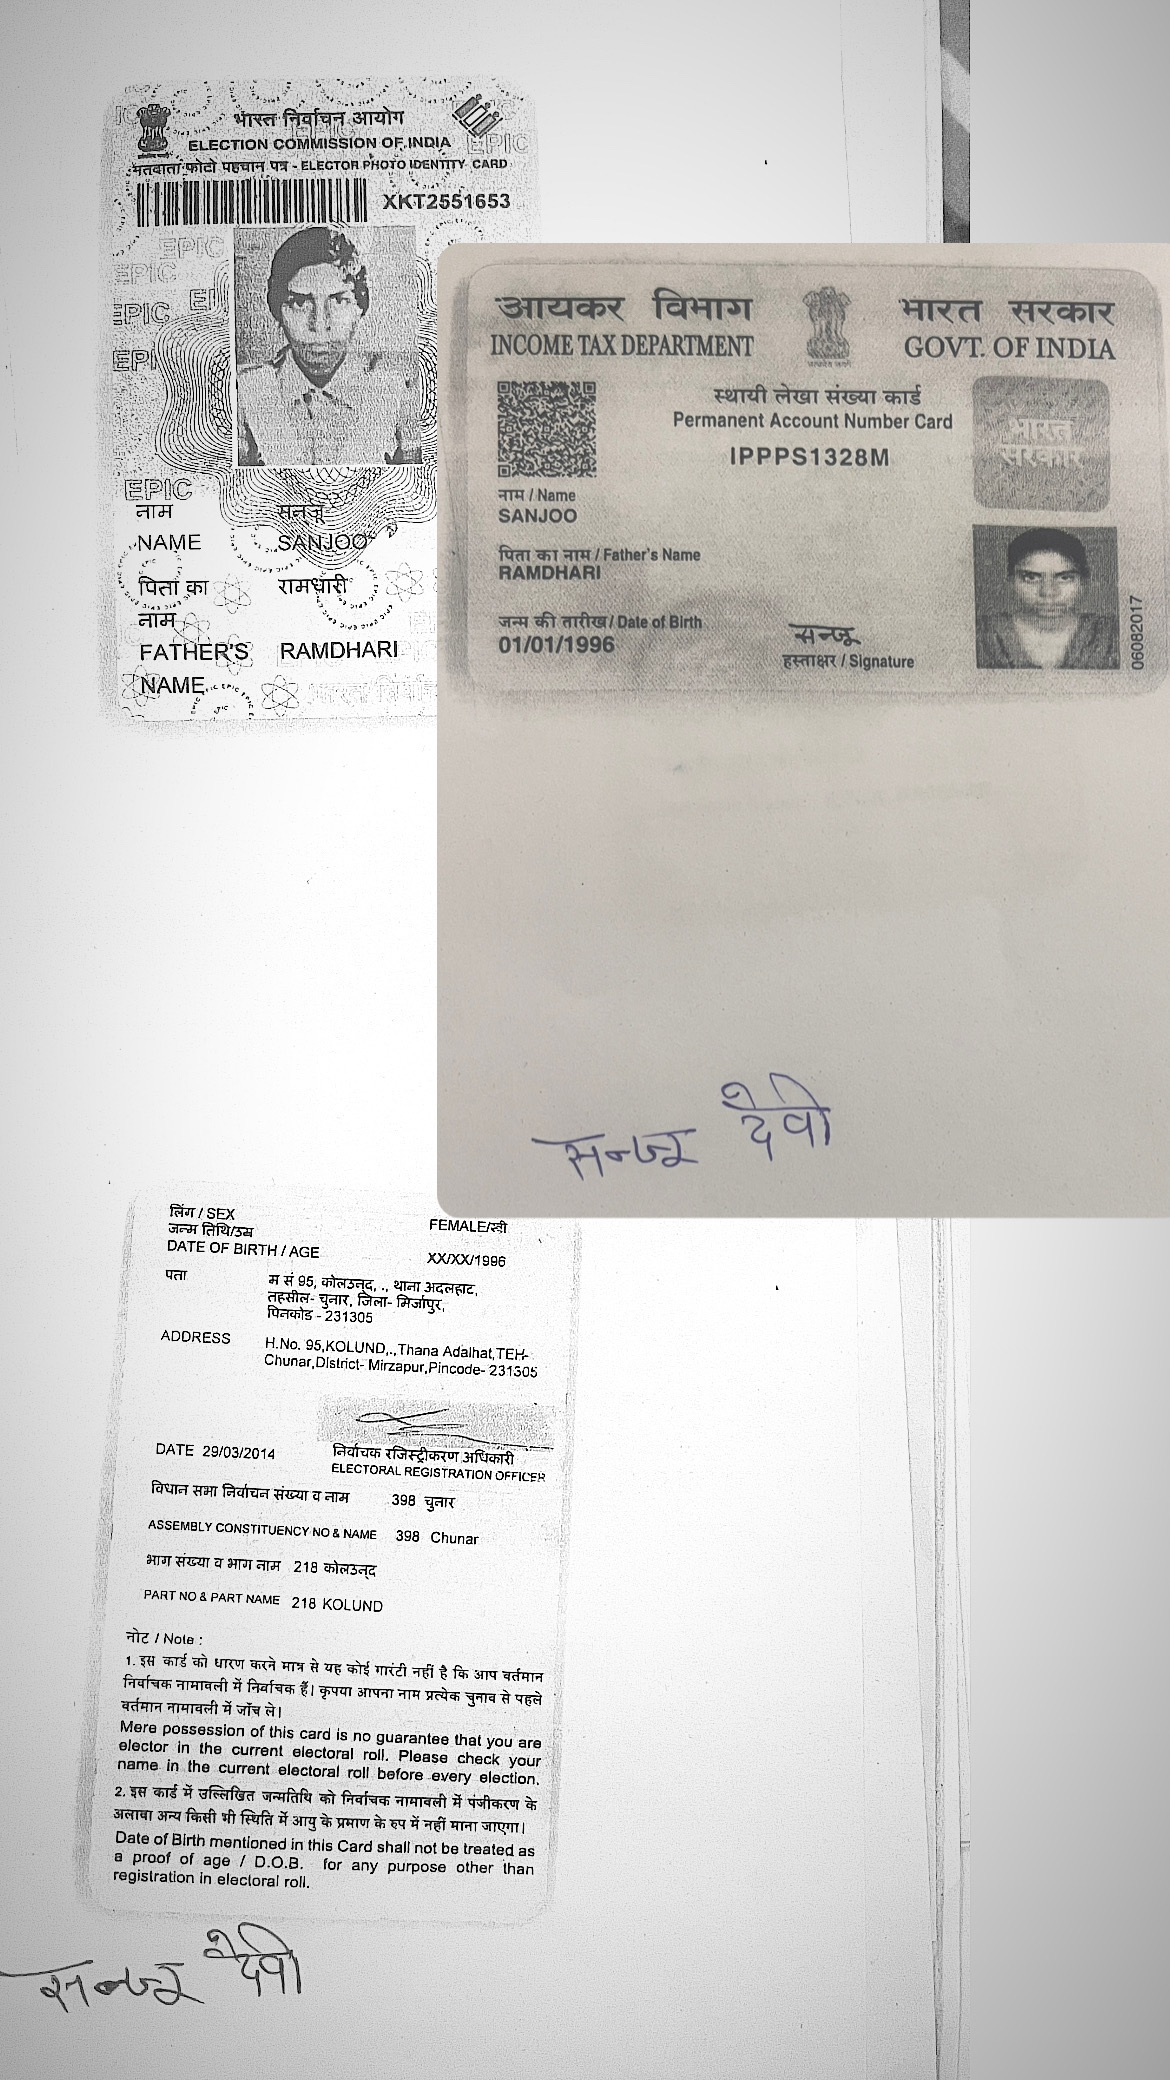 भारत निर्वाचन आयोग
ELECTION COMMISSION OF INDIA
मतदाता फोटो पहचान पत्र - ELECTOR PHOTO IDENTITY CARD
XKT2551653
EPIC
EPIC
EPIC
EPIC
EPIC
नाम सन्जू
NAME SANJOO
पिता का रामधारी
नाम
FATHER'S RAMDHARI
NAME
आयकर विभाग भारत सरकार
INCOME TAX DEPARTMENT GOVT. OF INDIA
स्थायी लेखा संख्या कार्ड
Permanent Account Number Card
IPPPS1328M
भारत
सरकार
नाम / Name
SANJOO
पिता का नाम / Father's Name
RAMDHARI
जन्म की तारीख / Date of Birth
01/01/1996
सन्जू
हस्ताक्षर / Signature
06082017
सन्जू देवी
लिंग / SEX FEMALE/स्त्री
जन्म तिथि/उम्र
DATE OF BIRTH / AGE XX/XX/1996
पता म सं 95, कोलउन्द, ., थाना अदलहाट,
तहसील- चुनार, जिला- मिर्जापुर,
पिनकोड - 231305
ADDRESS H.No. 95,KOLUND,.,Thana Adalhat,TEH-
Chunar,District- Mirzapur,Pincode- 231305
DATE 29/03/2014 निर्वाचक रजिस्ट्रीकरण अधिकारी
ELECTORAL REGISTRATION OFFICER
विधान सभा निर्वाचन संख्या व नाम 398 चुनार
ASSEMBLY CONSTITUENCY NO & NAME 398 Chunar
भाग संख्या व भाग नाम 218 कोलउन्द
PART NO & PART NAME 218 KOLUND
नोट / Note :
1. इस कार्ड को धारण करने मात्र से यह कोई गारंटी नहीं है कि आप वर्तमान
निर्वाचक नामावली में निर्वाचक हैं। कृपया आपना नाम प्रत्येक चुनाव से पहले
वर्तमान नामावली में जाँच ले।
Mere possession of this card is no guarantee that you are
elector in the current electoral roll. Please check your
name in the current electoral roll before every election.
2. इस कार्ड में उल्लिखित जन्मतिथि को निर्वाचक नामावली में पंजीकरण के
अलावा अन्य किसी भी स्थिति में आयु के प्रमाण के रुप में नहीं माना जाएगा।
Date of Birth mentioned in this Card shall not be treated as
a proof of age / D.O.B. for any purpose other than
registration in electoral roll.
सन्जू देवी